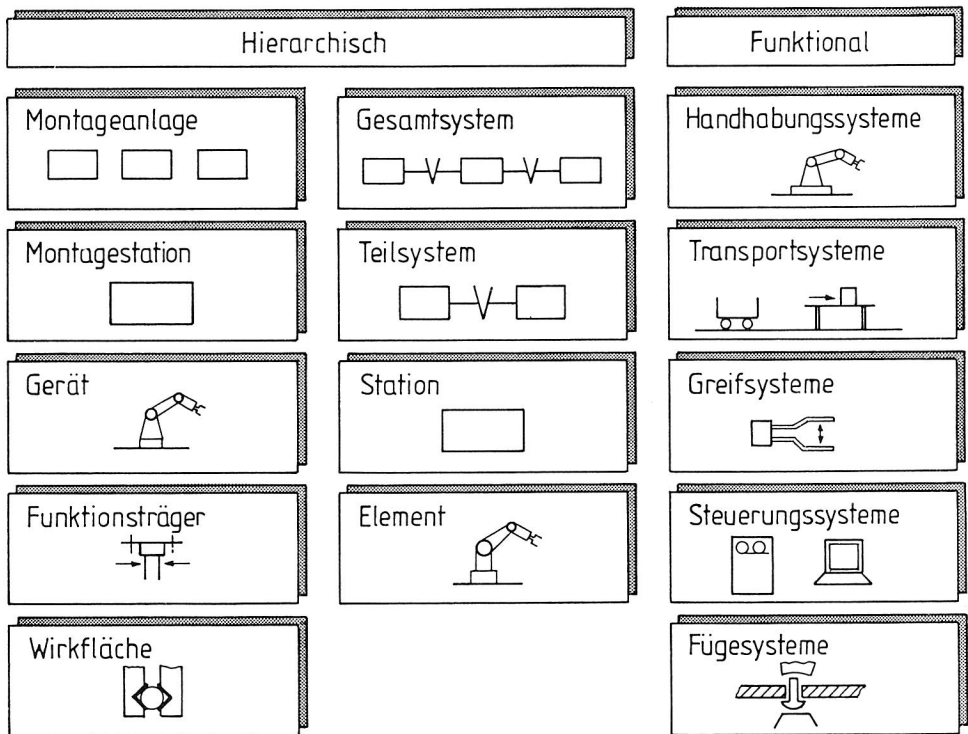 Hierarchisch
Funktional
Montageanlage
Gesamtsystem
Handhabungssysteme
Montagestation
Teilsystem
Transportsysteme
Gerät
Station
Greifsysteme
Funktionsträger
Element
Steuerungssysteme
Wirkfläche
Fügesysteme